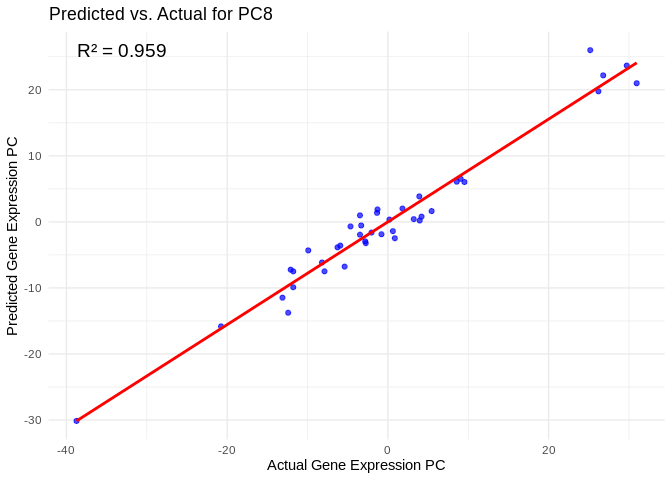 Predicted vs. Actual for PC8
R² = 0.959
20
10
0
-10
-20
-30
Predicted Gene Expression PC
-40
-20
0
20
Actual Gene Expression PC